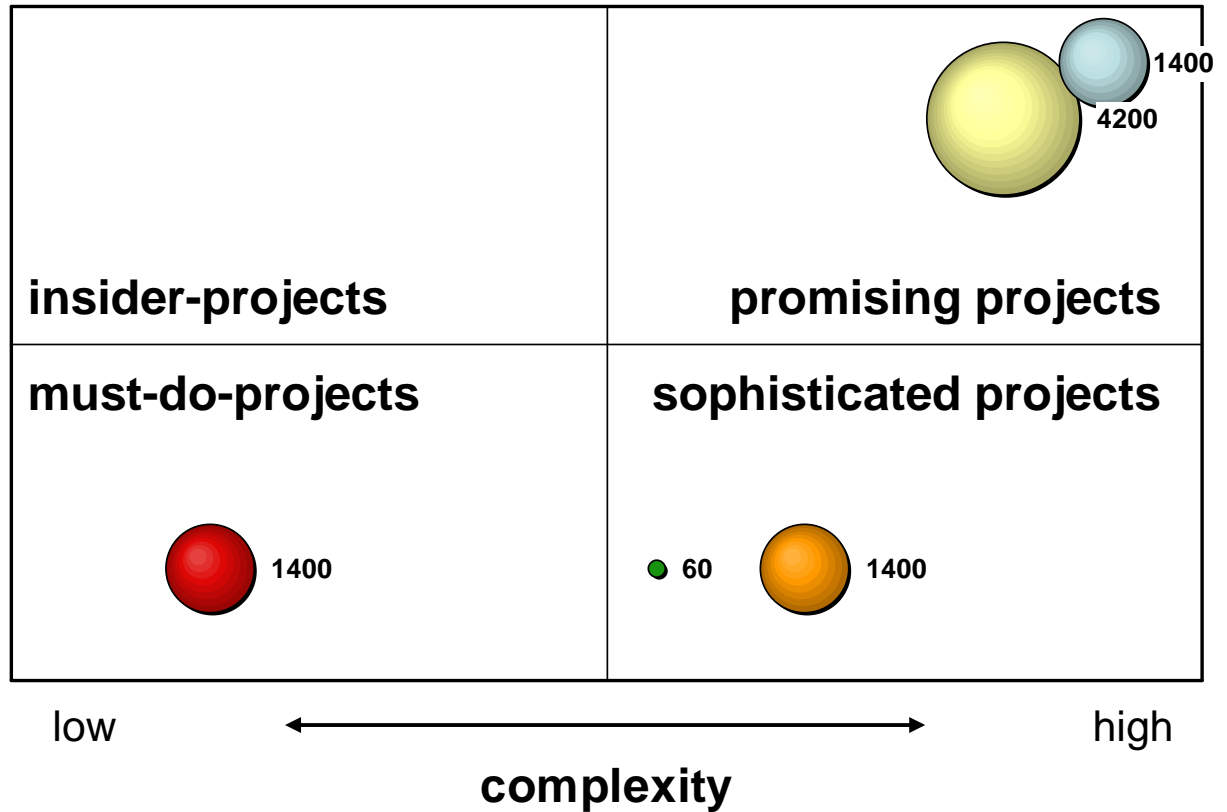 1400
4200
insider-projects
promising projects
must-do-projects
sophisticated projects
1400
60
1400
low
high
complexity